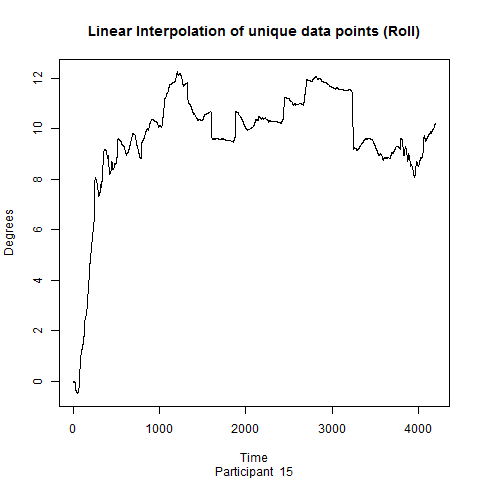 Linear Interpolation of unique data points (Roll)
Degrees
12
10
8
6
4
2
0
0 1000 2000 3000 4000
Time
Participant 15